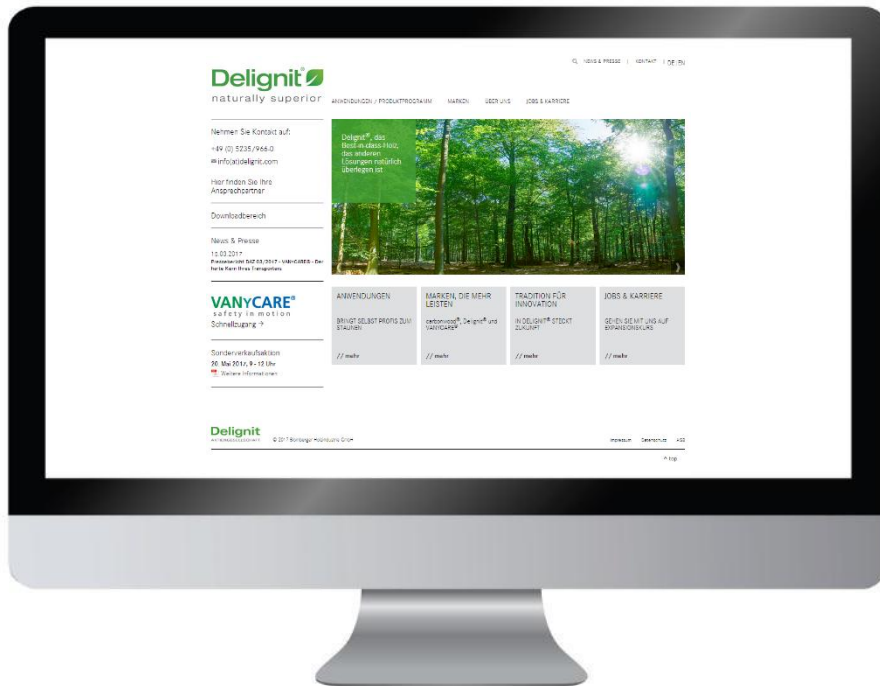 NEWS & PRESSE | KONTAKT | DE EN
Delignit®
naturally superior
ANWENDUNGEN / PRODUKTPROGRAMM MARKEN ÜBER UNS JOBS & KARRIERE
Nehmen Sie Kontakt auf:
+49 (0) 5235/966-0
info(at)delignit.com
Hier finden Sie Ihre
Ansprechpartner
Downloadbereich
News & Presse
Delignit®, das
Best-in-class-Holz,
das anderen
Lösungen natürlich
überlegen ist
VANYCARE®
safety in motion
Schnellzugang →
Sonderverkaufsaktion
20. Mai 2017, 9 - 12 Uhr
Weitere Informationen
ANWENDUNGEN
BRINGT SELBST PROFIS ZUM
STAUNEN
// mehr
MARKEN, DIE MEHR
LEISTEN
carbonwood®, Delignit® und
VANYCARE®
// mehr
TRADITION FÜR
INNOVATION
IN DELIGNIT® STECKT
ZUKUNFT
// mehr
JOBS & KARRIERE
GEHEN SIE MIT UNS AUF
EXPANSIONSKURS
// mehr
Delignit
AKTIENGESELLSCHAFT
© 2017 Blomberger Holzindustrie GmbH
Impressum Datenschutz AGB
^ top